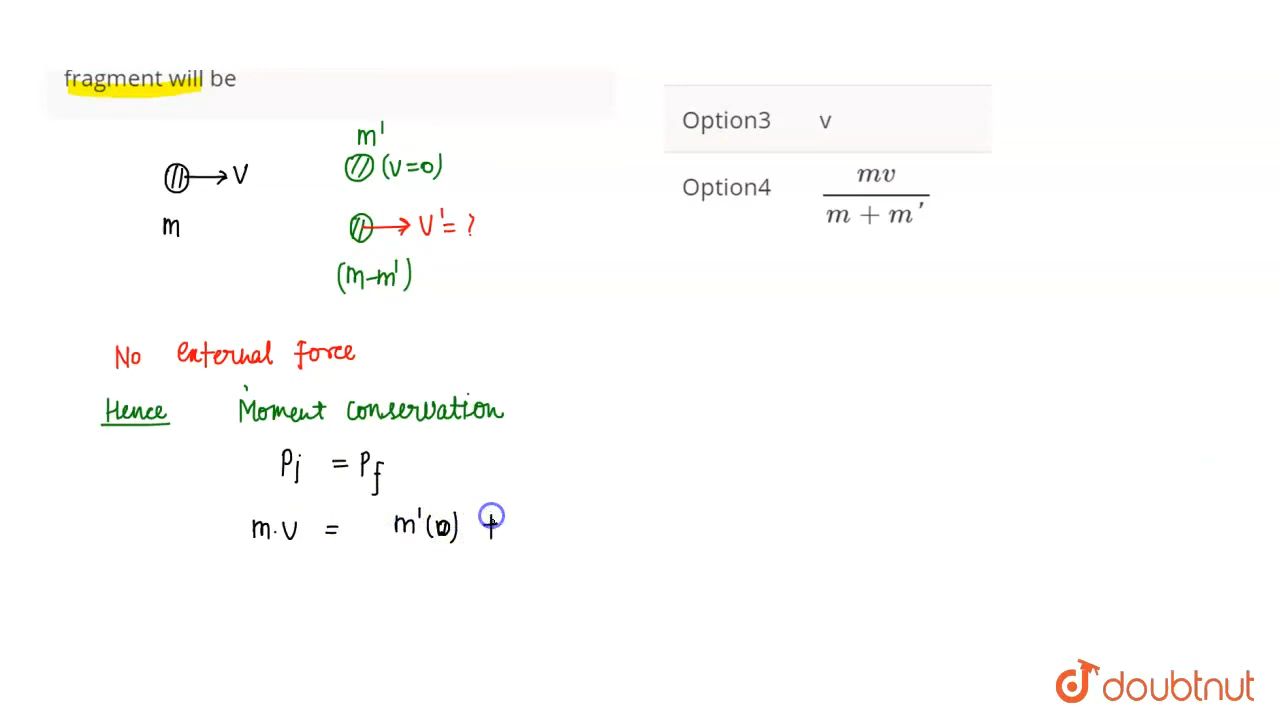 fragment will be
Option3 v
Option4 mv / m + m'
m'
(v=0)
V
m
V' = ?
(m-m')
No external force
Hence Moment conservation
Pi = Pf
m.v = m'(0) +
doubtnut